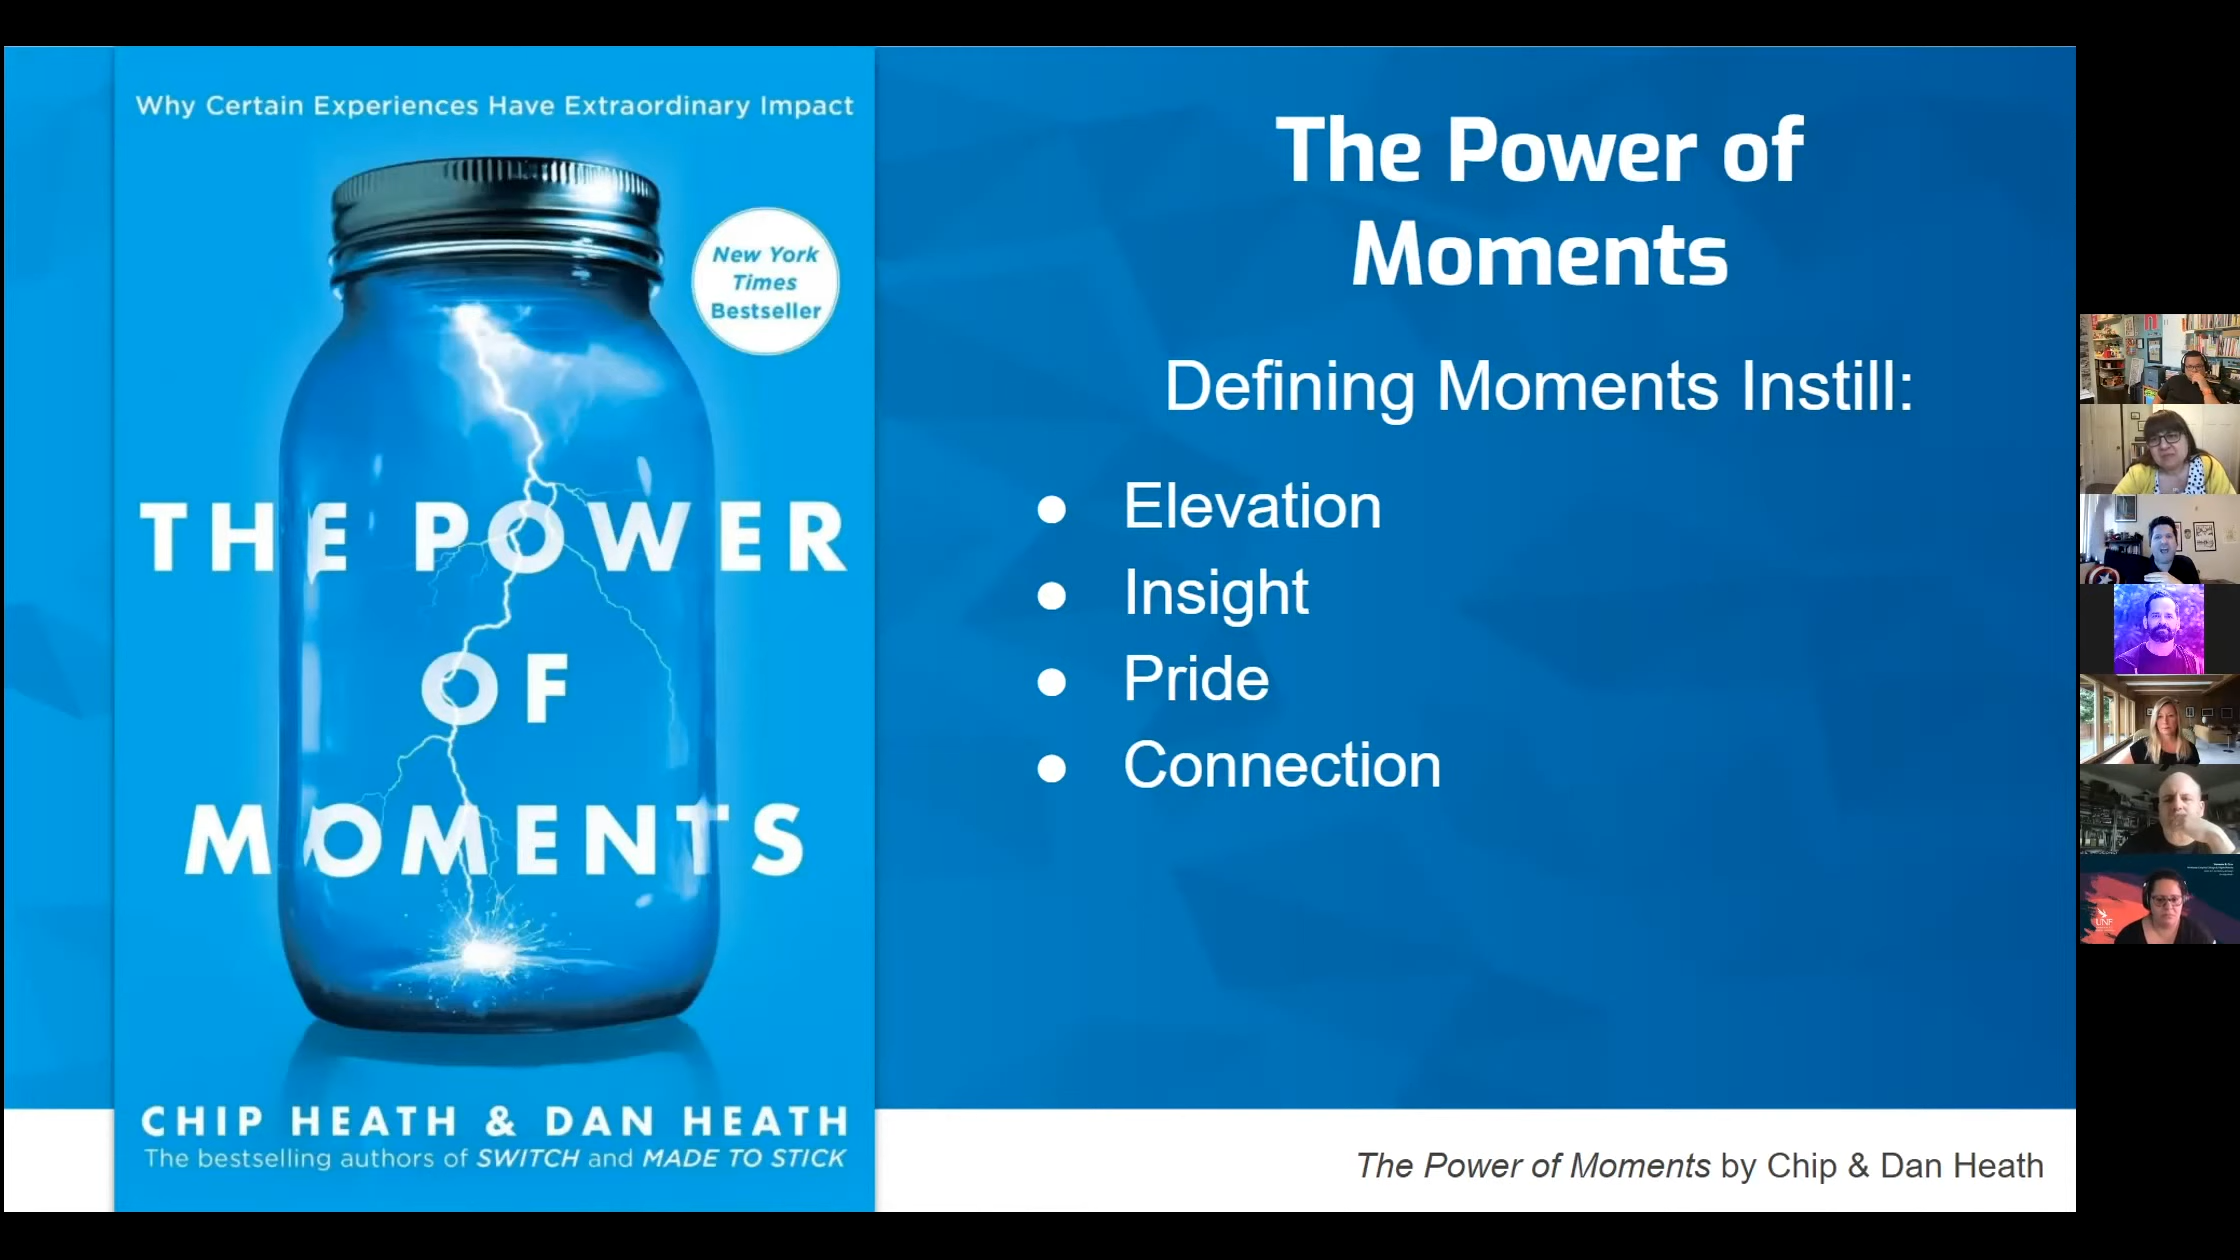 Why Certain Experiences Have Extraordinary Impact
New York
Times
Bestseller
THE POWER
OF
MOMENTS
CHIP HEATH & DAN HEATH
The bestselling authors of SWITCH and MADE TO STICK
The Power of
Moments
Defining Moments Instill:
● Elevation
● Insight
● Pride
● Connection
The Power of Moments by Chip & Dan Heath
UNF